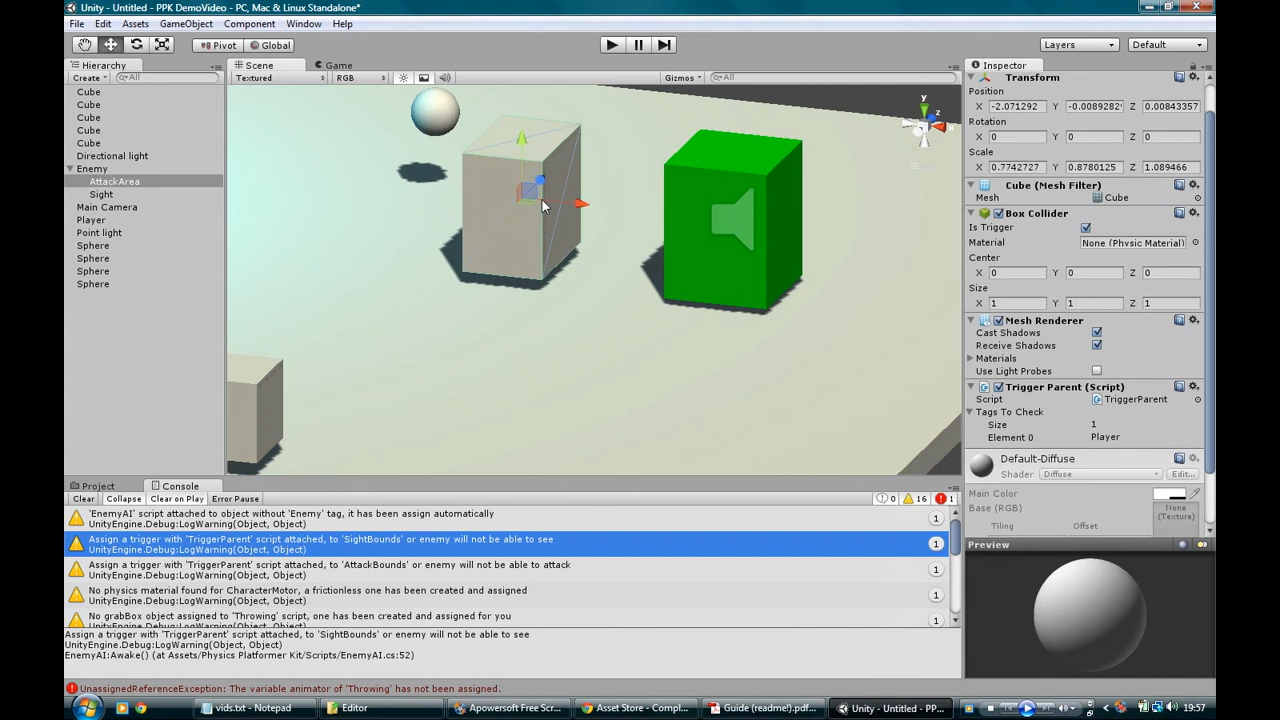 Unity - Untitled - PPK DemoVideo - PC, Mac & Linux Standalone*
File Edit Assets GameObject Component Window Help
Pivot Global Layers Default
Hierarchy
Create All
Cube
Cube
Cube
Cube
Cube
Directional light
Enemy
AttackArea
Sight
Main Camera
Player
Point light
Sphere
Sphere
Sphere
Sphere
Scene Game
Textured RGB Gizmos All
y
z
x
Inspector
Transform
Position
X -2.071292 Y -0.0089282 Z 0.00843357
Rotation
X 0 Y 0 Z 0
Scale
X 0.7742727 Y 0.8780125 Z 1.089466
Cube (Mesh Filter)
Mesh Cube
Box Collider
Is Trigger
Material None (Physic Material)
Center
X 0 Y 0 Z 0
Size
X 1 Y 1 Z 1
Mesh Renderer
Cast Shadows
Receive Shadows
Materials
Use Light Probes
Trigger Parent (Script)
Script TriggerParent
Tags To Check
Size 1
Element 0 Player
Default-Diffuse
Shader Diffuse Edit...
Main Color
Base (RGB)
None
(Texture)
Tiling Offset
Preview
Project Console
Clear Collapse Clear on Play Error Pause 0 16 1
'EnemyAI' script attached to object without 'Enemy' tag, it has been assign automatically
UnityEngine.Debug:LogWarning(Object, Object) 1
Assign a trigger with 'TriggerParent' script attached, to 'SightBounds' or enemy will not be able to see
UnityEngine.Debug:LogWarning(Object, Object) 1
Assign a trigger with 'TriggerParent' script attached, to 'AttackBounds' or enemy will not be able to attack
UnityEngine.Debug:LogWarning(Object, Object) 1
No physics material found for CharacterMotor, a frictionless one has been created and assigned
UnityEngine.Debug:LogWarning(Object, Object) 1
No grabBox object assigned to 'Throwing' script, one has been created and assigned for you
UnityEngine.Debug:LogWarning(Object, Object) 1
Assign a trigger with 'TriggerParent' script attached, to 'SightBounds' or enemy will not be able to see
UnityEngine.Debug:LogWarning(Object, Object)
EnemyAI:Awake() (at Assets/Physics Platformer Kit/Scripts/EnemyAI.cs:52)
UnassignedReferenceException: The variable animator of 'Throwing' has not been assigned.
vids.txt - Notepad Editor Apowersoft Free Scr... Asset Store - Compl... Guide (readme!).pdf... Unity - Untitled - PP... 19:57